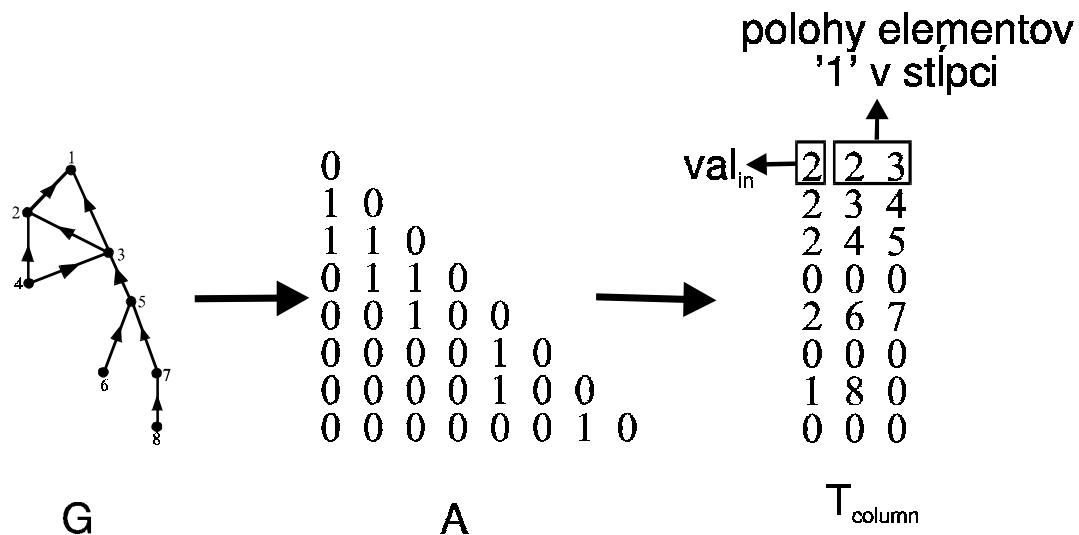 polohy elementov
'1' v stĺpci
val_in
2 2 3
2 3 4
2 4 5
0 0 0
2 6 7
0 0 0
1 8 0
0 0 0
T_column
0
1 0
1 1 0
0 1 1 0
0 0 1 0 0
0 0 0 0 1 0
0 0 0 0 1 0 0
0 0 0 0 0 0 1 0
A
1
2
3
4
5
6
7
8
G